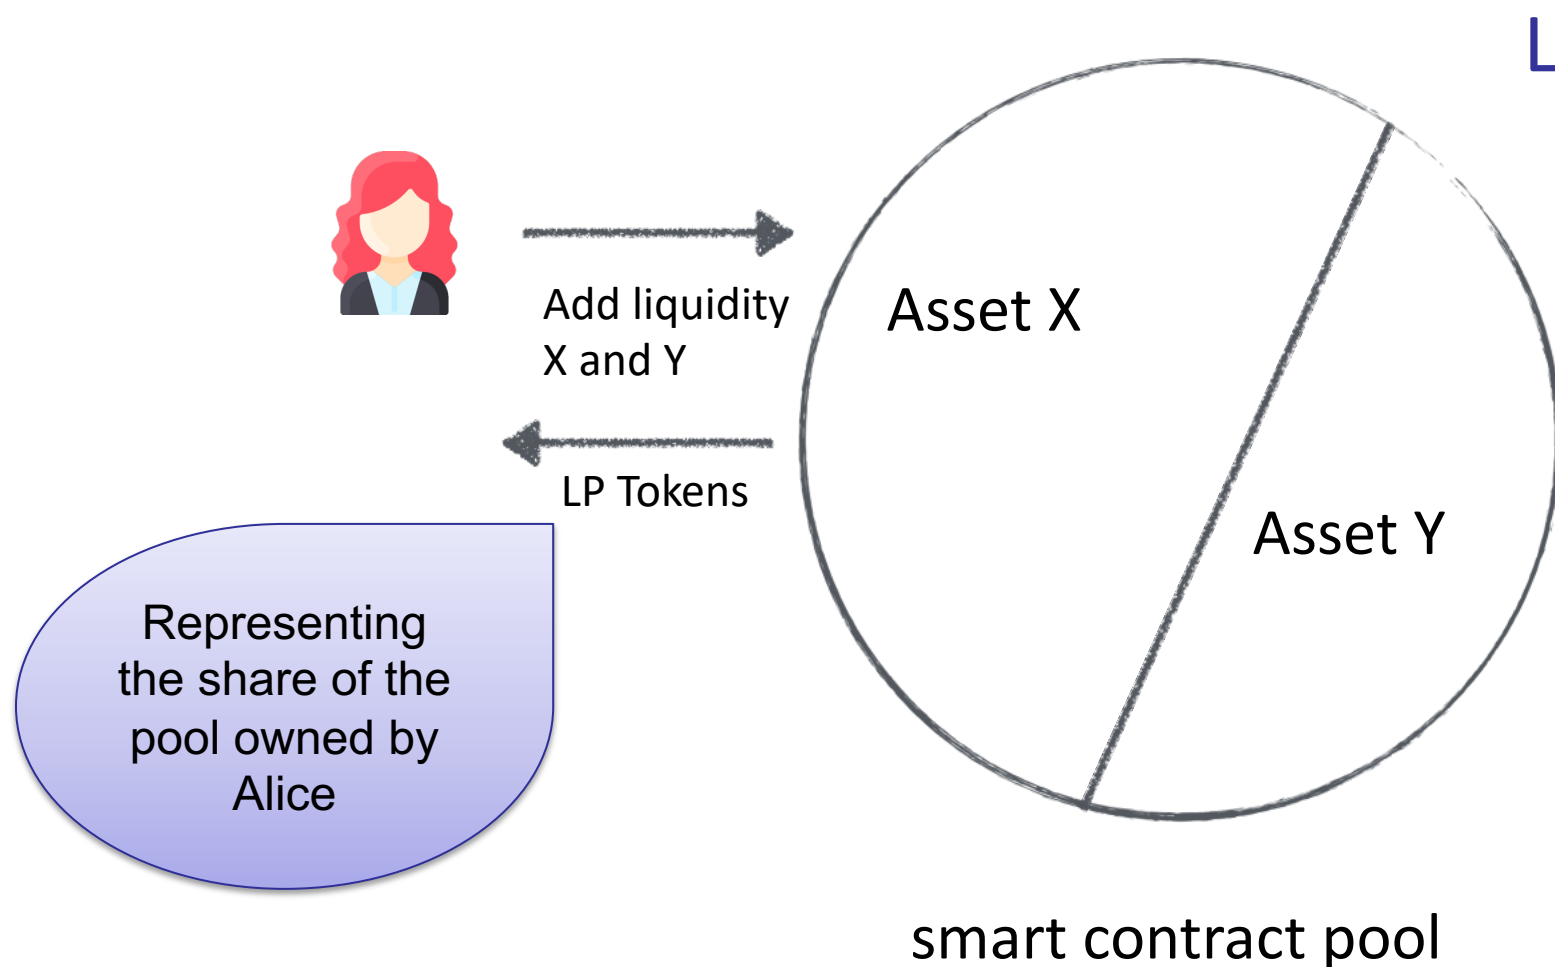 L
Add liquidity
X and Y
Asset X
LP Tokens
Asset Y
Representing
the share of the
pool owned by
Alice
smart contract pool